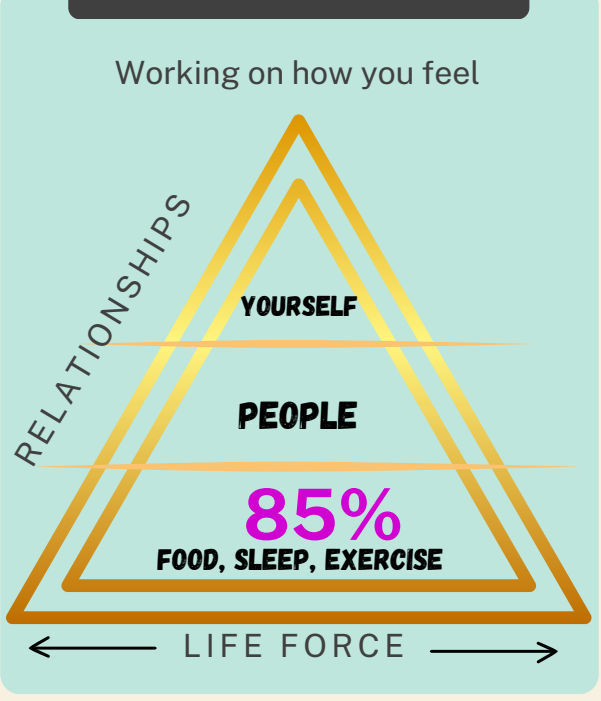 Working on how you feel
RELATIONSHIPS
YOURSELF
PEOPLE
85%
FOOD, SLEEP, EXERCISE
LIFE FORCE